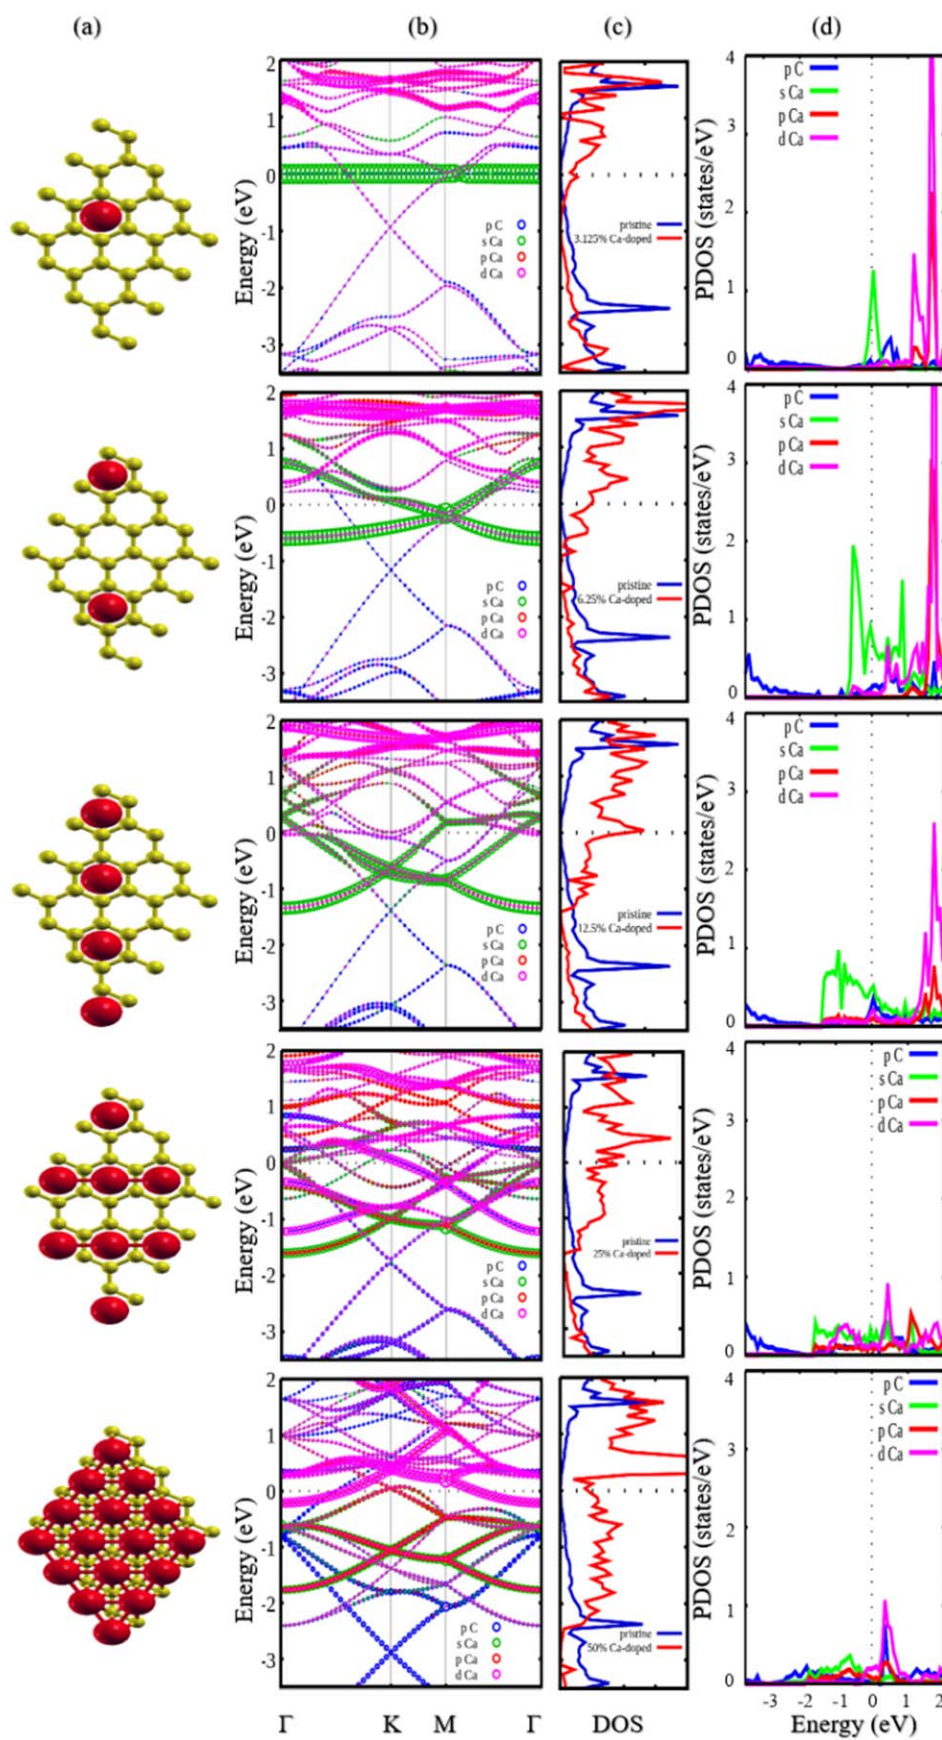 (a) (b) (c) (d)
2
1
0
-1
-2
-3
Energy (eV)
p C
s Ca
p Ca
d Ca
pristine
3.125% Ca-doped
PDOS (states/eV)
4
3
2
1
0
p C
s Ca
p Ca
d Ca
2
1
0
-1
-2
-3
Energy (eV)
p C
s Ca
p Ca
d Ca
pristine
6.25% Ca-doped
PDOS (states/eV)
4
3
2
1
0
p C
s Ca
p Ca
d Ca
2
1
0
-1
-2
-3
Energy (eV)
p C
s Ca
p Ca
d Ca
pristine
12.5% Ca-doped
PDOS (states/eV)
4
3
2
1
0
p C
s Ca
p Ca
d Ca
2
1
0
-1
-2
-3
Energy (eV)
p C
s Ca
p Ca
d Ca
pristine
25% Ca-doped
PDOS (states/eV)
4
3
2
1
0
p C
s Ca
p Ca
d Ca
2
1
0
-1
-2
-3
Energy (eV)
p C
s Ca
p Ca
d Ca
pristine
50% Ca-doped
PDOS (states/eV)
4
3
2
1
0
p C
s Ca
p Ca
d Ca
-3 -2 -1 0 1 2
Γ K M Γ
DOS
Energy (eV)